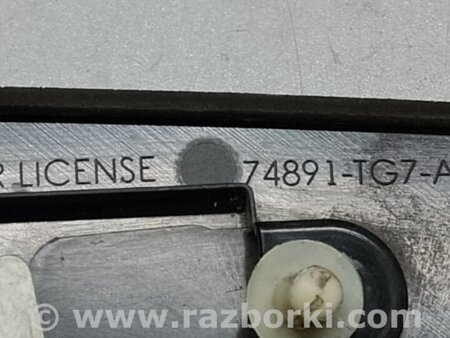 R LICENSE 74891-TG7-A
www.razborki.com